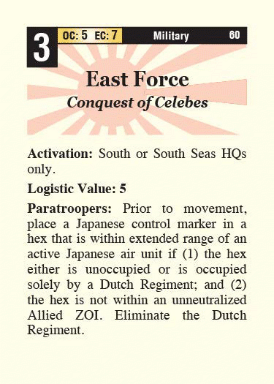 3 OC: 5 EC: 7 Military 60
East Force
Conquest of Celebes
Activation: South or South Seas HQs
only.
Logistic Value: 5
Paratroopers: Prior to movement,
place a Japanese control marker in a
hex that is within extended range of an
active Japanese air unit if (1) the hex
either is unoccupied or is occupied
solely by a Dutch Regiment; and (2)
the hex is not within an unneutralized
Allied ZOI. Eliminate the Dutch
Regiment.